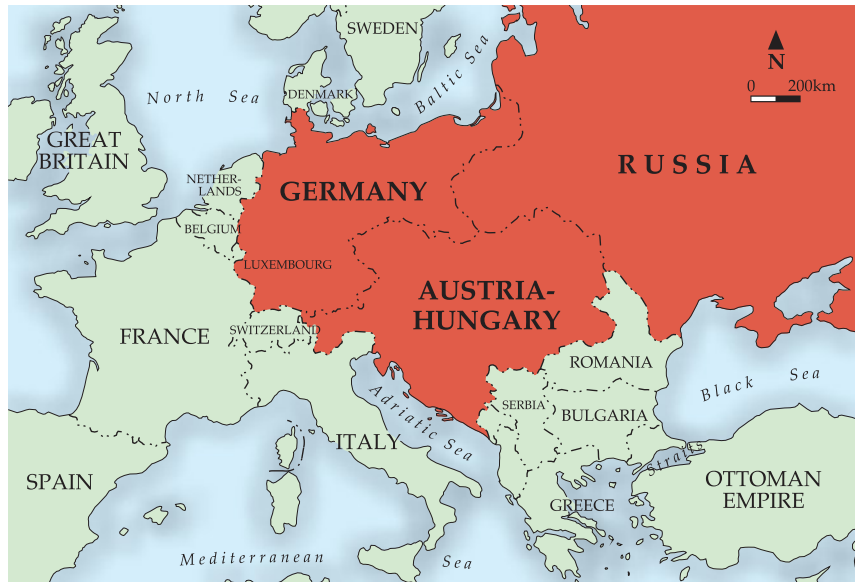 SWEDEN
N
0 200km
Baltic Sea
DENMARK
North Sea
GREAT
BRITAIN
RUSSIA
NETHER-
LANDS
GERMANY
BELGIUM
LUXEMBOURG
AUSTRIA-
HUNGARY
FRANCE
SWITZERLAND
ROMANIA
Black Sea
SERBIA
BULGARIA
Adriatic Sea
ITALY
Straits
SPAIN
OTTOMAN
EMPIRE
GREECE
Mediterranean Sea